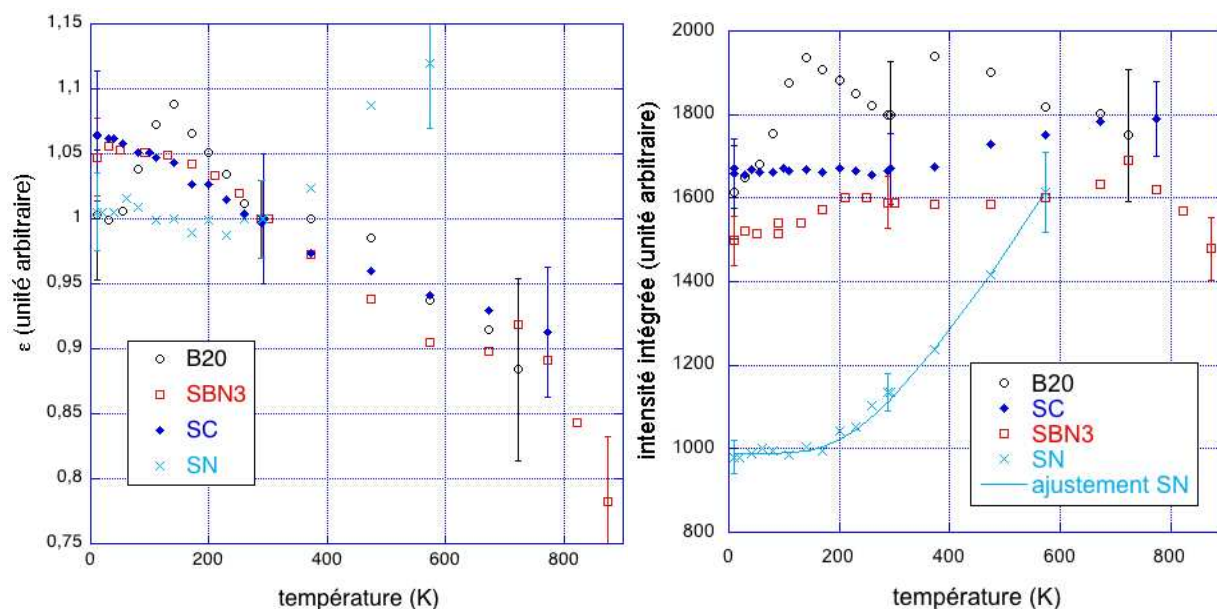 1,15
1,1
1,05
1
0,95
0,9
0,85
0,8
0,75
ε (unité arbitraire)
B20
SBN3
SC
SN
0
200
400
600
800
température (K)
2000
1800
1600
1400
1200
1000
800
intensité intégrée (unité arbitraire)
B20
SC
SBN3
SN
ajustement SN
0
200
400
600
800
température (K)